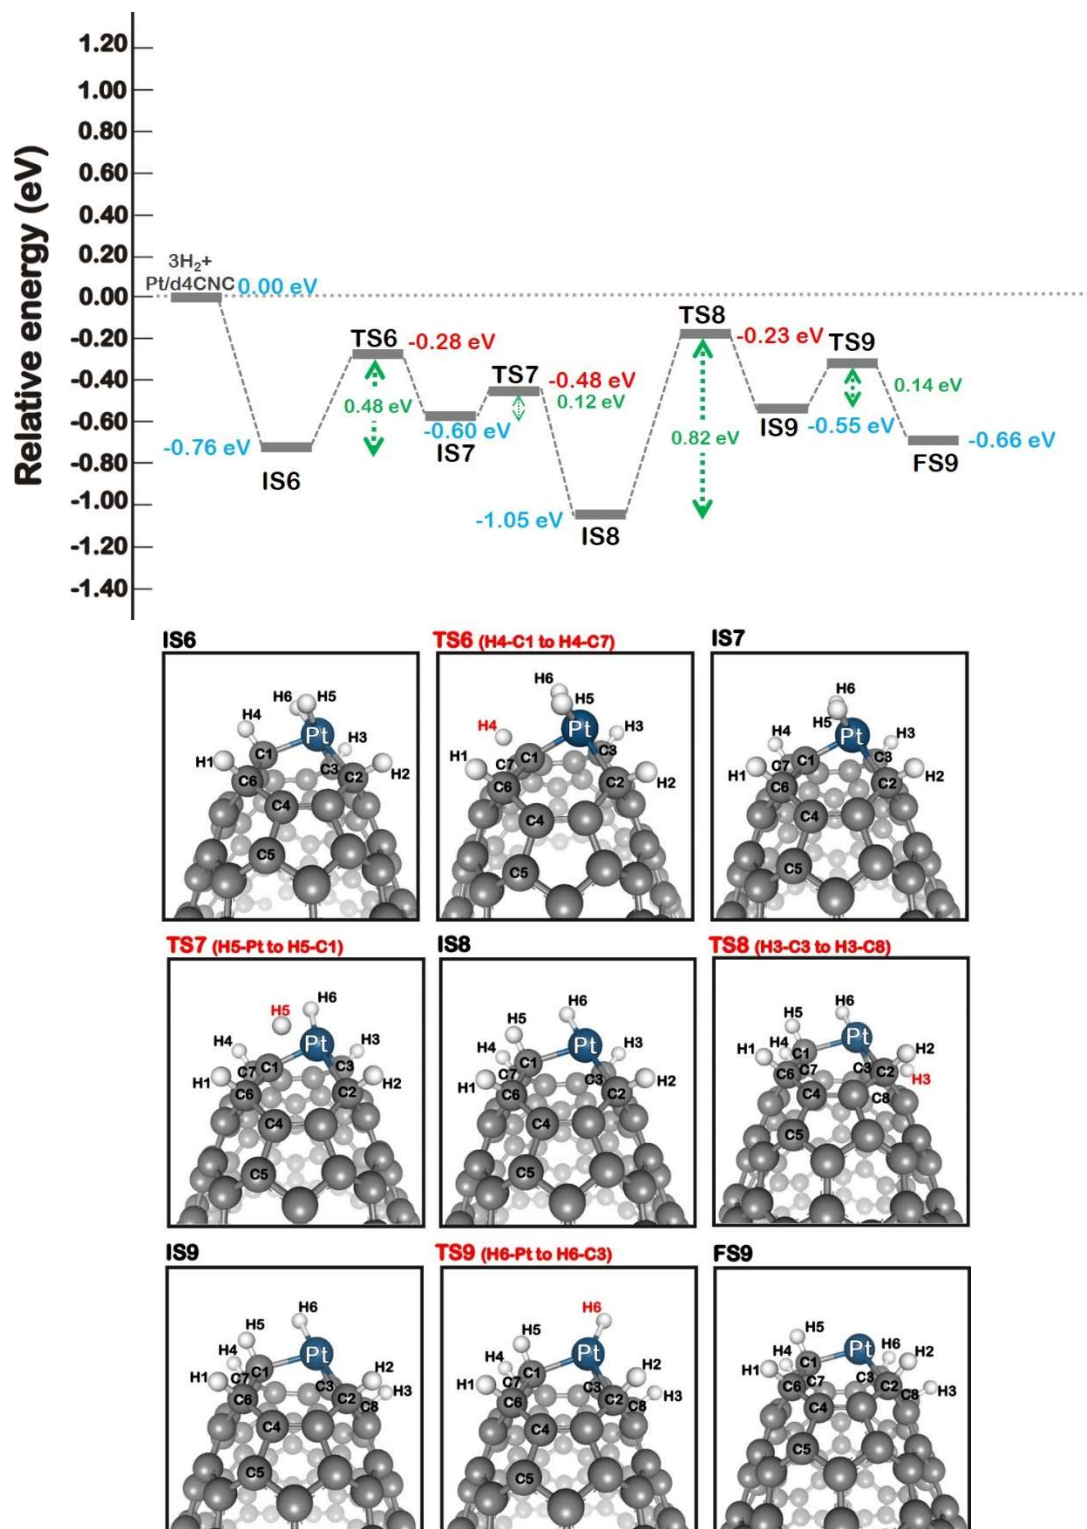 Relative energy (eV)
1.20
1.00
0.80
0.60
0.40
0.20
0.00
-0.20
-0.40
-0.60
-0.80
-1.00
-1.20
-1.40
3H₂+
Pt/d4CNC
0.00 eV
-0.76 eV
IS6
TS6
-0.28 eV
0.48 eV
-0.60 eV
IS7
TS7
-0.48 eV
0.12 eV
-1.05 eV
IS8
TS8
-0.23 eV
0.82 eV
IS9
-0.55 eV
TS9
0.14 eV
FS9
-0.66 eV
IS6
H6 H5
H4
Pt
H1 C1 H3
C6 C3 C2 H2
C4
C5
TS6 (H4-C1 to H4-C7)
H6
H5
H4 Pt H3
H1 C7 C1 C3
C6 C2 H2
C4
C5
IS7
H6
H5
H4 Pt H3
H1 C7 C1 C3
C6 C2 H2
C4
C5
TS7 (H5-Pt to H5-C1)
H6
H5
H4 Pt H3
H1 C7 C1 C3
C6 C2 H2
C4
C5
IS8
H6
H5
H4 Pt H3
H1 C7 C1 C3
C6 C2 H2
C4
C5
TS8 (H3-C3 to H3-C8)
H6
H5
Pt
H1 H4 C1 H2
C6 C7 C3 C2 H3
C4 C8
C5
IS9
H6
H5
H4 Pt
H1 C7 C1 C3 H2
C6 C2 C8 H3
C4
C5
TS9 (H6-Pt to H6-C3)
H6
H5
H4 Pt
H1 C7 C1 C3 H2
C6 C2 C8 H3
C4
C5
FS9
H5
H4 Pt H6
H1 C1 C3 H2
C6 C7 C2 C8 H3
C4
C5